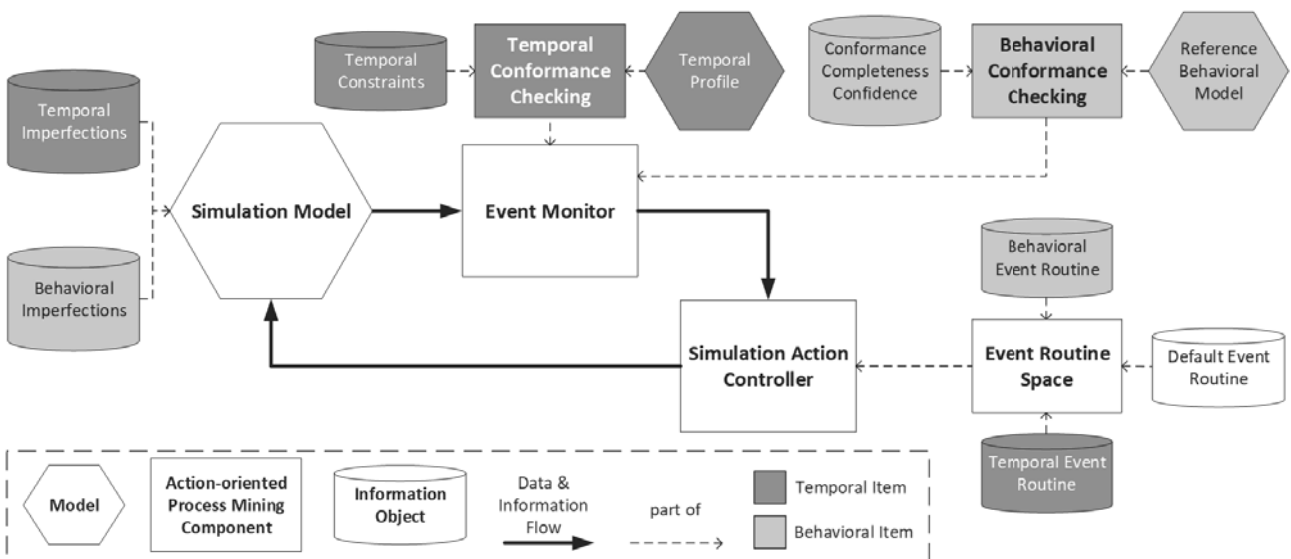 Temporal
Constraints
Temporal
Conformance
Checking
Temporal
Profile
Conformance
Completeness
Confidence
Behavioral
Conformance
Checking
Reference
Behavioral
Model
Temporal
Imperfections
Simulation Model
Event Monitor
Behavioral
Imperfections
Behavioral
Event Routine
Simulation Action
Controller
Event Routine
Space
Default Event
Routine
Temporal Event
Routine
Model
Action-oriented
Process Mining
Component
Information
Object
Data &
Information
Flow
part of
Temporal Item
Behavioral Item